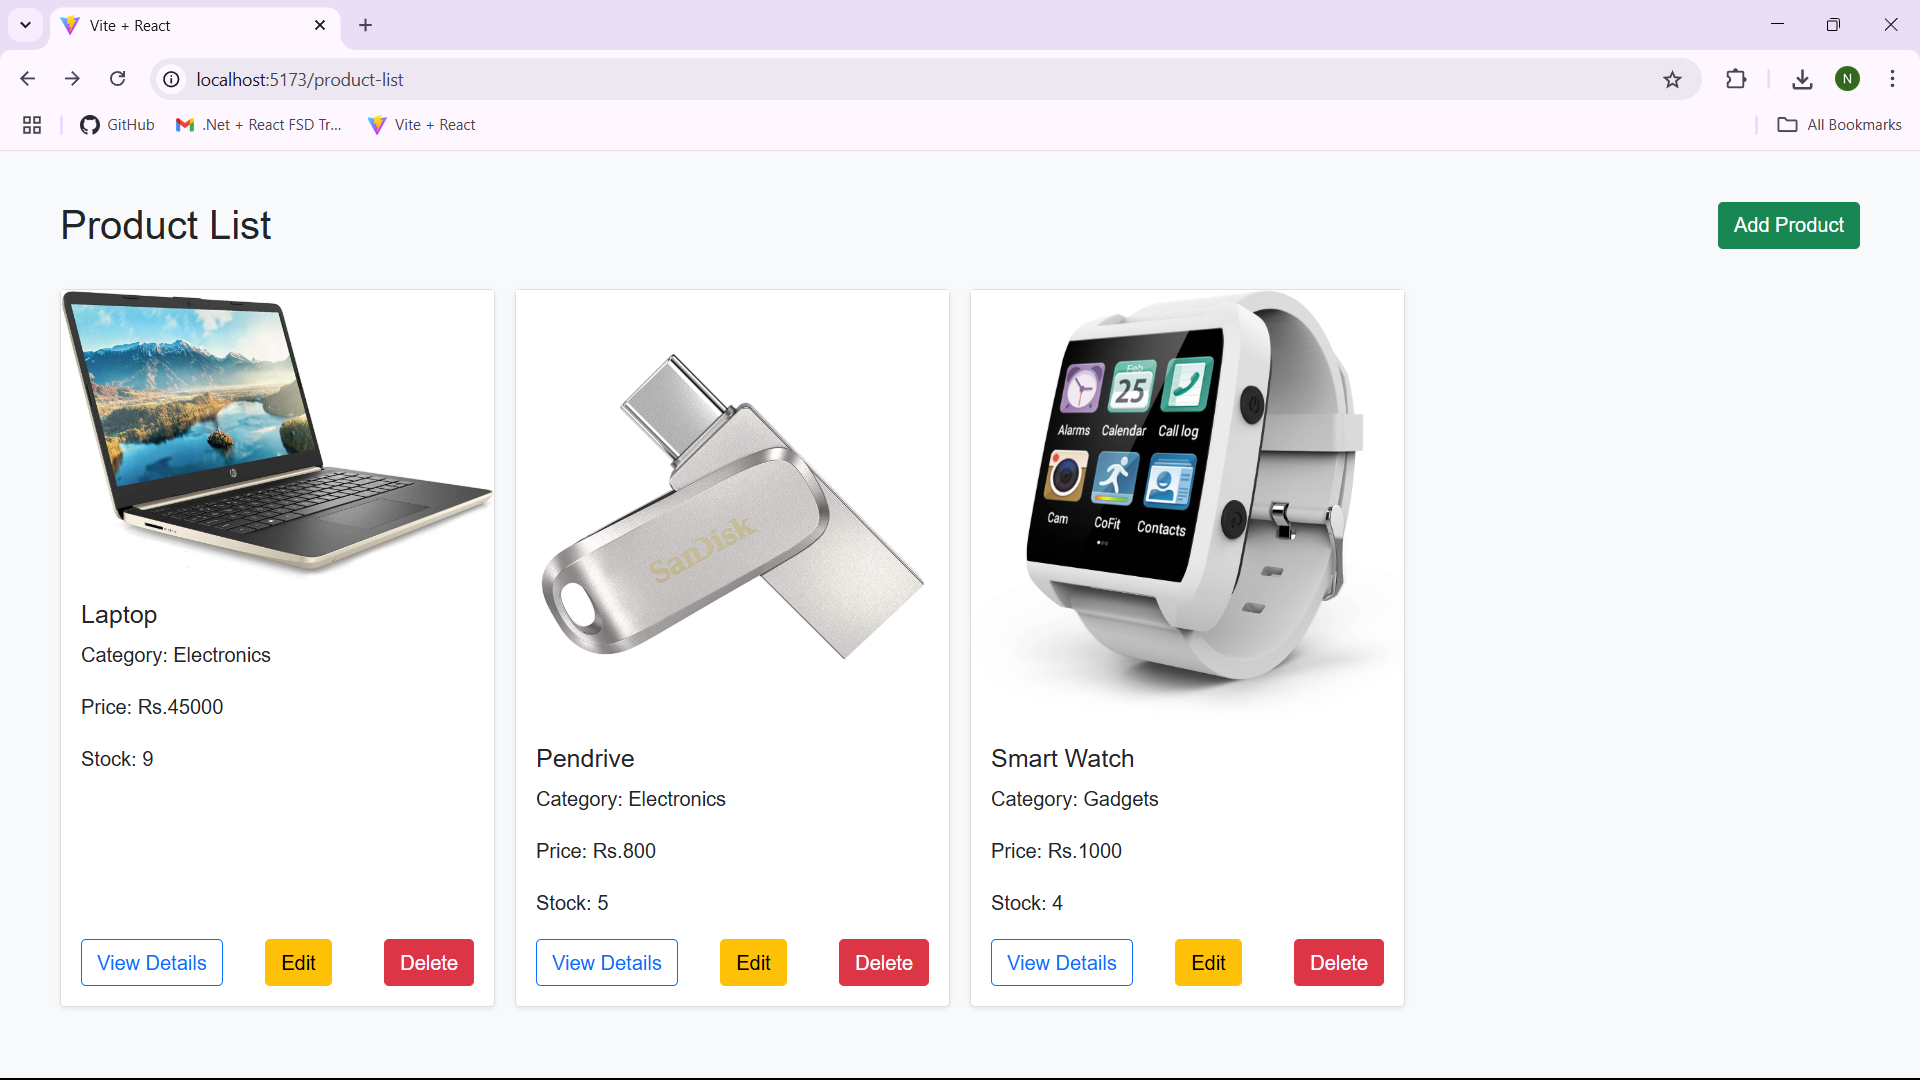 Vite + React
localhost:5173/product-list
N
GitHub
.Net + React FSD Tr...
Vite + React
All Bookmarks
Product List
Add Product
hp
Laptop
Category: Electronics
Price: Rs.45000
Stock: 9
View Details
Edit
Delete
SanDisk
Pendrive
Category: Electronics
Price: Rs.800
Stock: 5
View Details
Edit
Delete
Feb
25
Alarms Calendar Call log
Cam CoFit Contacts
Smart Watch
Category: Gadgets
Price: Rs.1000
Stock: 4
View Details
Edit
Delete